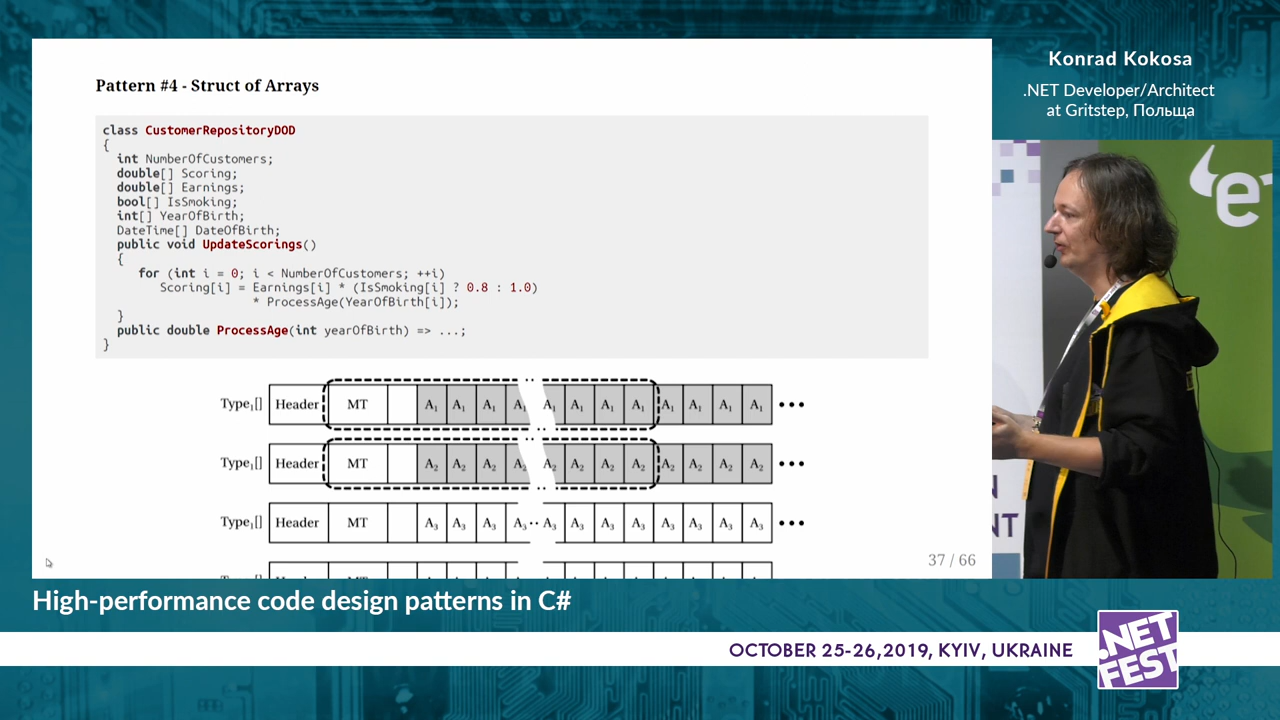 Pattern #4 - Struct of Arrays
class CustomerRepositoryDOD
{
int NumberOfCustomers;
double[] Scoring;
double[] Earnings;
bool[] IsSmoking;
int[] YearOfBirth;
DateTime[] DateOfBirth;
public void UpdateScorings()
{
for (int i = 0; i < NumberOfCustomers; ++i)
Scoring[i] = Earnings[i] * (IsSmoking[i] ? 0.8 : 1.0)
* ProcessAge(YearOfBirth[i]);
}
public double ProcessAge(int yearOfBirth) => ...;
}
Type₁[] Header MT A₁ A₁ A₁ A₁ ·· A₁ A₁ A₁ A₁ A₁ A₁ A₁ A₁ •••
Type₁[] Header MT A₂ A₂ A₂ A₂ A₂ A₂ A₂ A₂ A₂ A₂ A₂ A₂ •••
Type₁[] Header MT A₃ A₃ A₃ A₃ ·· A₃ A₃ A₃ A₃ A₃ A₃ A₃ A₃ •••
37 / 66
Konrad Kokosa
.NET Developer/Architect
at Gritstep, Польща
e
N
NT
High-performance code design patterns in C#
OCTOBER 25-26,2019, KYIV, UKRAINE
.NET
FEST